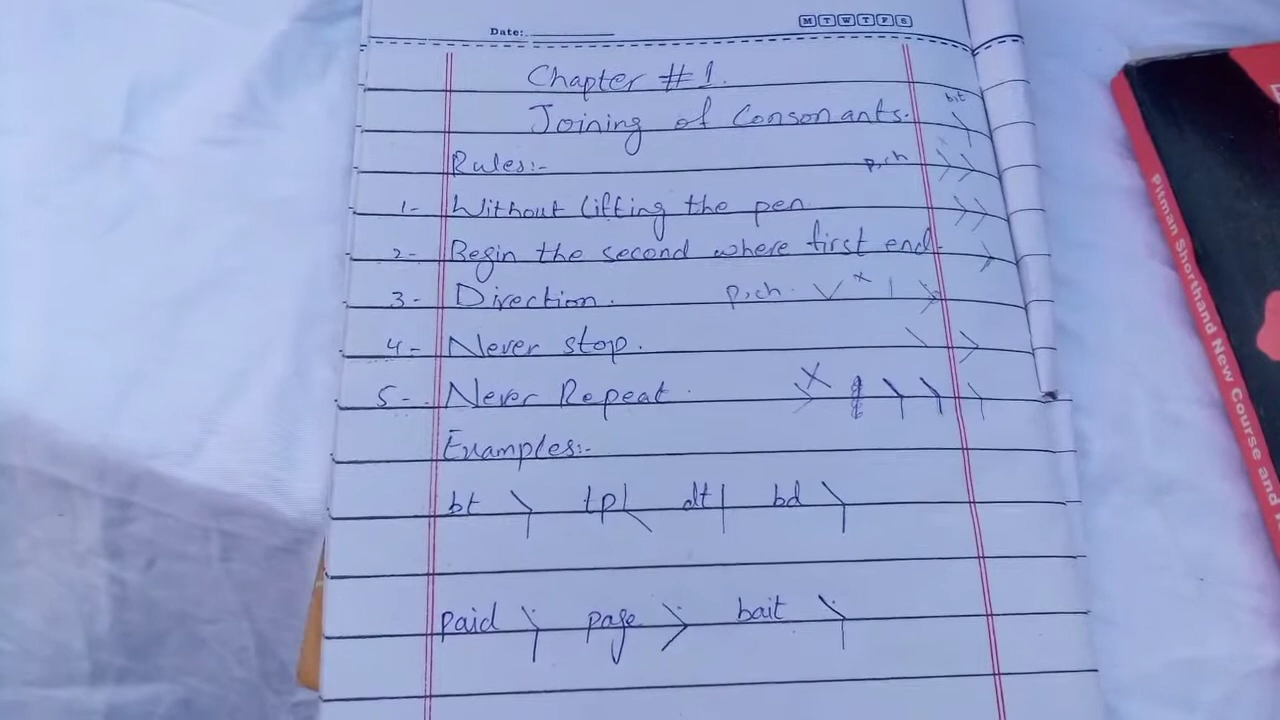 Date:
M T W T F S
Chapter #1.
Joining of Consonants.
b,t
Rules:-
p,ch
1- Without lifting the pen
2- Begin the second where first end.
3- Direction. p,ch. x
4- Never stop.
5- Never Repeat. x
Examples:-
bt tp dt bd
paid page bait
Pitman Shorthand New Course and